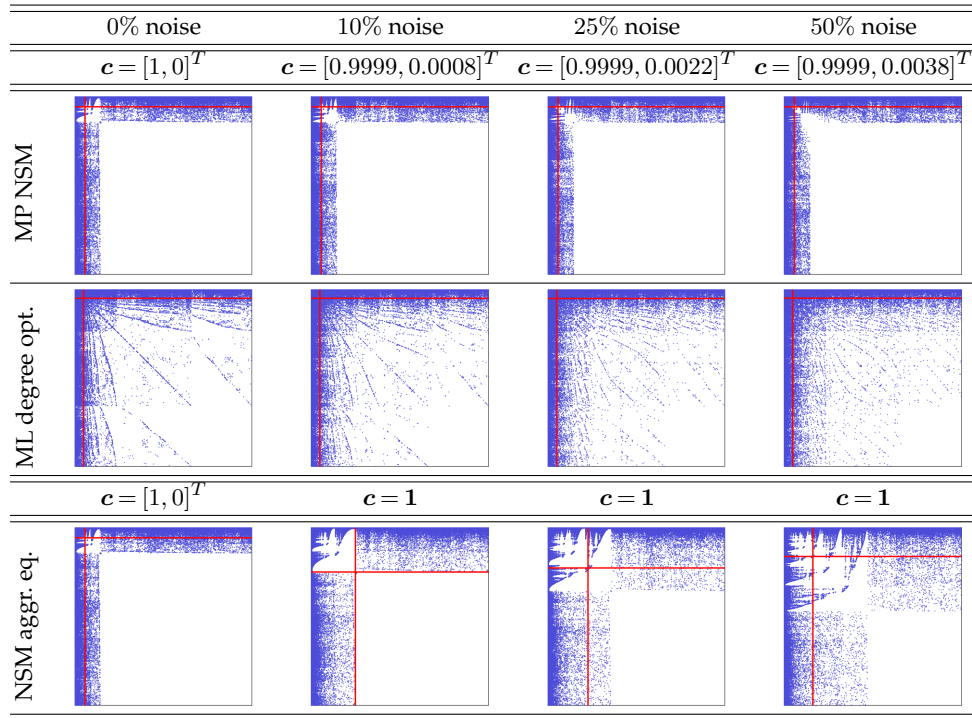 0% noise 10% noise 25% noise 50% noise
c = [1, 0]^T c = [0.9999, 0.0008]^T c = [0.9999, 0.0022]^T c = [0.9999, 0.0038]^T
MP NSM
ML degree opt.
c = [1, 0]^T c = 1 c = 1 c = 1
NSM aggr. eq.